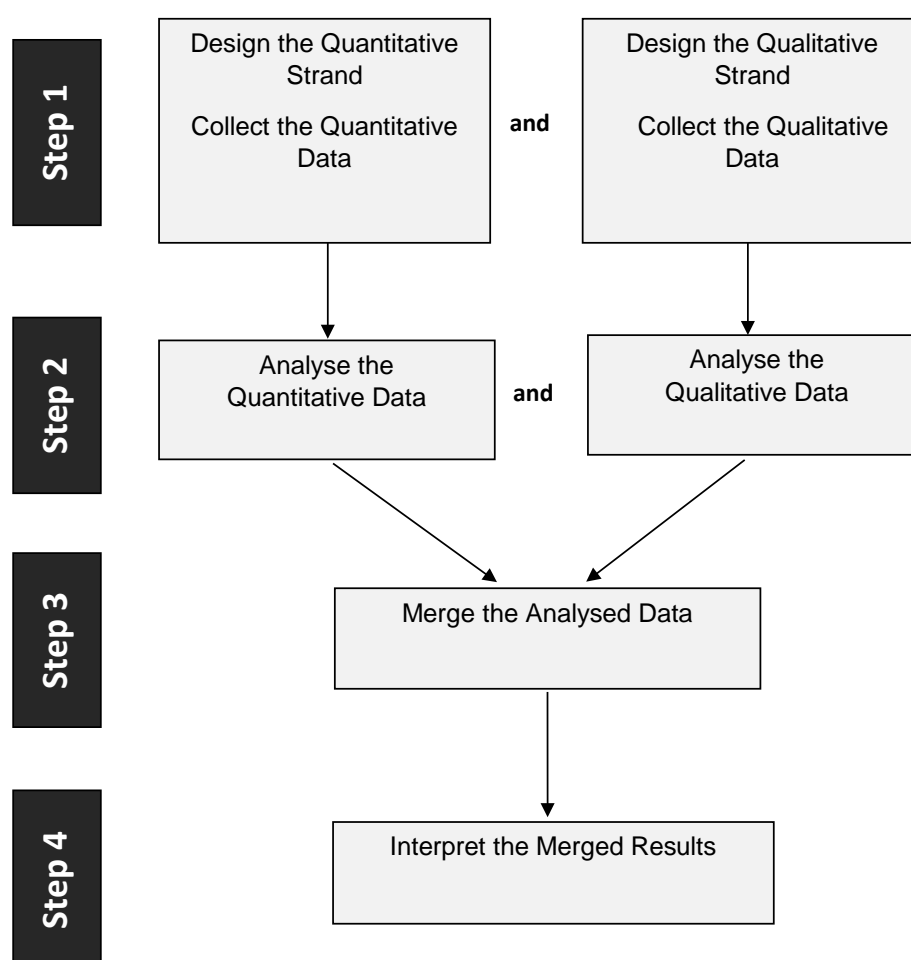 Step 1
Design the Quantitative
Strand
Collect the Quantitative
Data
and
Design the Qualitative
Strand
Collect the Qualitative
Data
Step 2
Analyse the
Quantitative Data
and
Analyse the
Qualitative Data
Step 3
Merge the Analysed Data
Step 4
Interpret the Merged Results